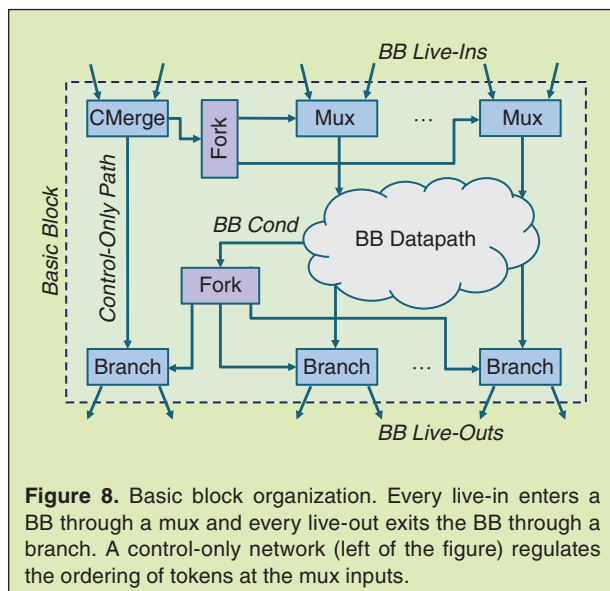 BB Live-Ins
CMerge
Fork
Mux
...
Mux
Basic Block
Control-Only Path
BB Cond
BB Datapath
Fork
Branch
Branch
...
Branch
BB Live-Outs
Figure 8. Basic block organization. Every live-in enters a
BB through a mux and every live-out exits the BB through a
branch. A control-only network (left of the figure) regulates
the ordering of tokens at the mux inputs.